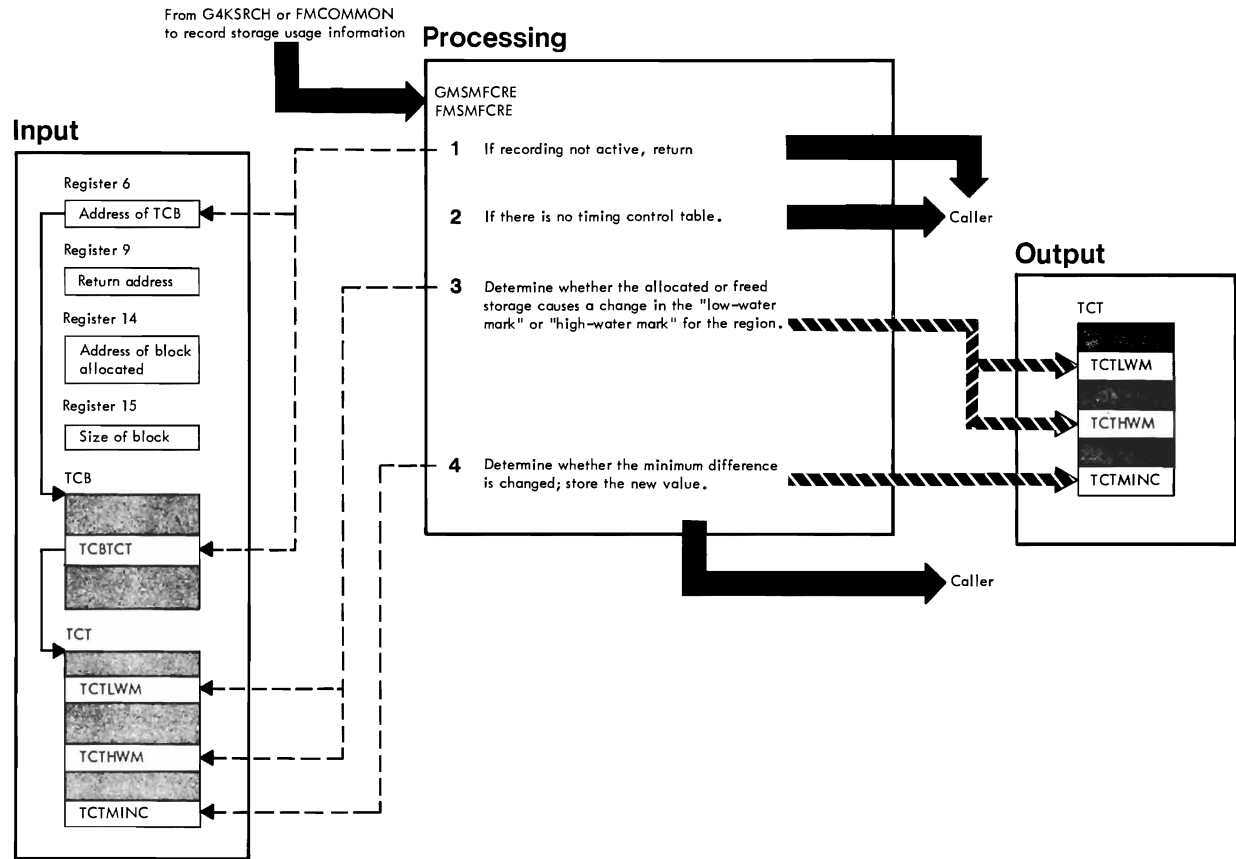 From G4KSRCH or FMCOMMON
to record storage usage information
Processing
GMSMFCRE
FMSMFCRE
Input
1 If recording not active, return
Register 6
Address of TCB
2 If there is no timing control table.
Caller
Register 9
Return address
Output
3 Determine whether the allocated or freed
storage causes a change in the "low-water
mark" or "high-water mark" for the region.
Register 14
Address of block
allocated
TCT
TCTLWM
Register 15
Size of block
TCTHWM
4 Determine whether the minimum difference
is changed; store the new value.
TCTMINC
TCB
TCBTCT
Caller
TCT
TCTLWM
TCTHWM
TCTMINC